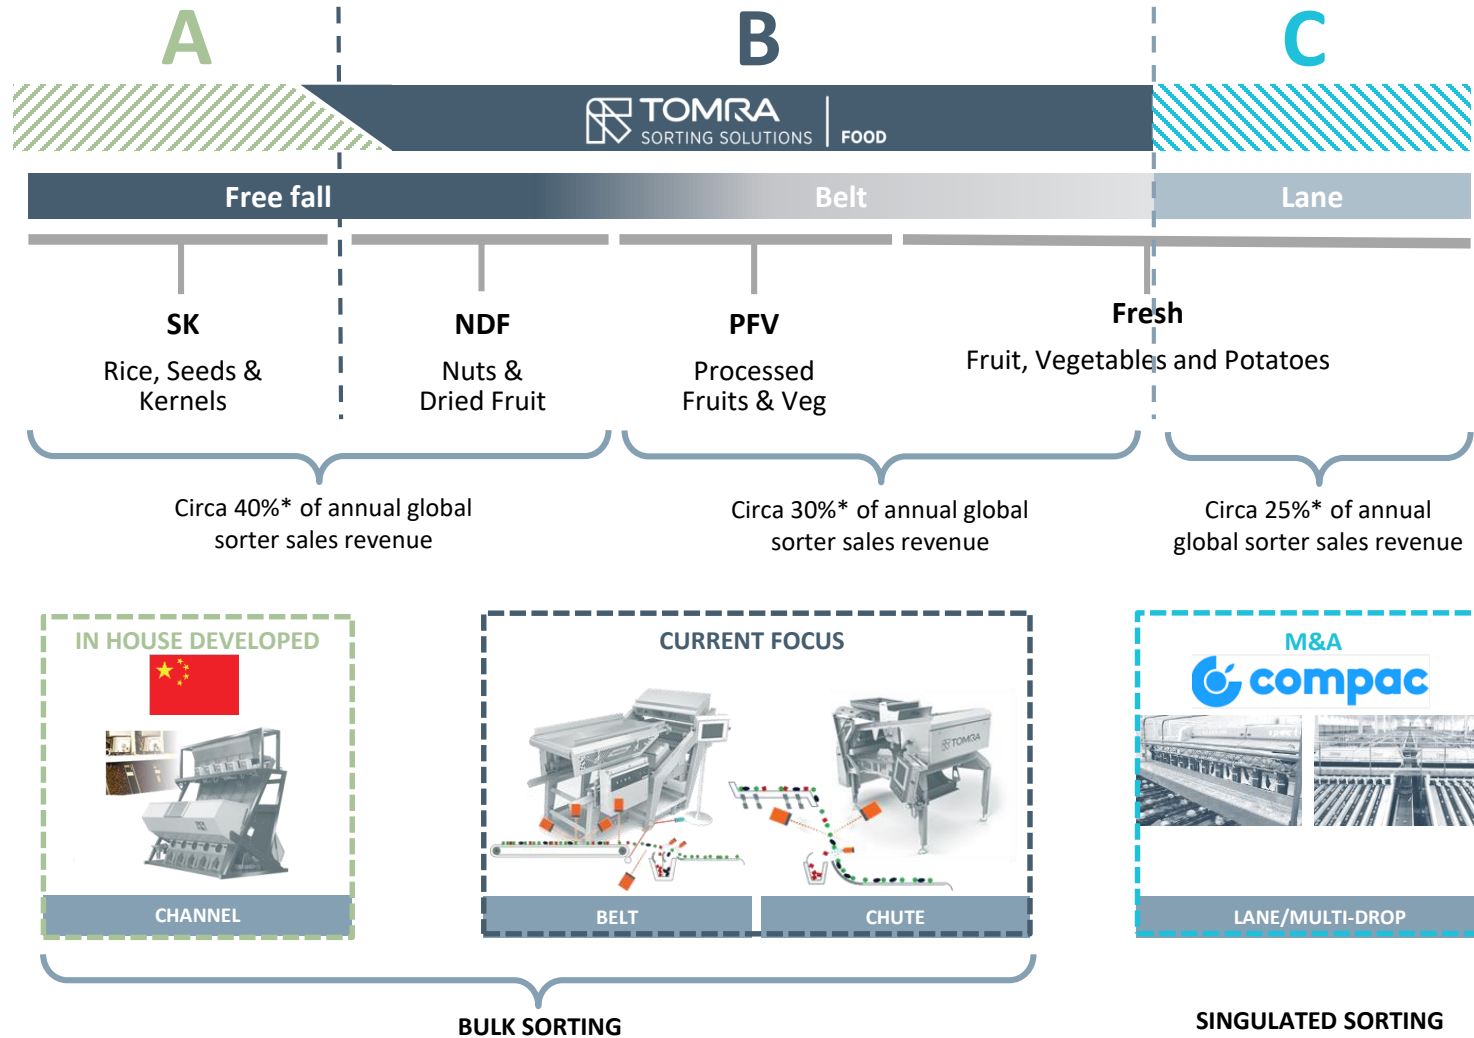 A
B
C
TOMRA
SORTING SOLUTIONS
FOOD
Free fall
Belt
Lane
SK
Rice, Seeds &
Kernels
NDF
Nuts &
Dried Fruit
PFV
Processed
Fruits & Veg
Fresh
Fruit, Vegetables and Potatoes
Circa 40%* of annual global
sorter sales revenue
Circa 30%* of annual global
sorter sales revenue
Circa 25%* of annual
global sorter sales revenue
IN HOUSE DEVELOPED
CURRENT FOCUS
M&A
compac
TOMRA
CHANNEL
BELT
CHUTE
LANE/MULTI-DROP
BULK SORTING
SINGULATED SORTING